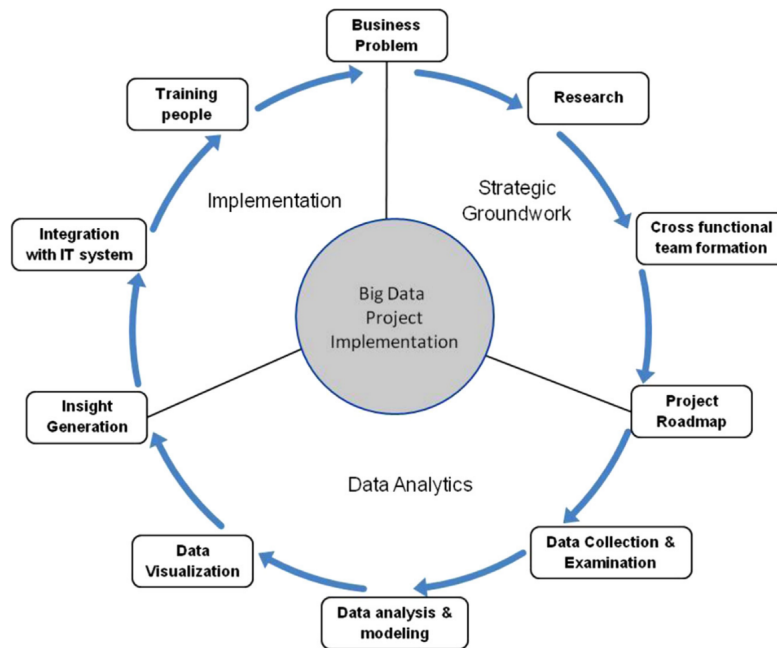 Business
Problem
Research
Cross functional
team formation
Project
Roadmap
Data Collection &
Examination
Data analysis &
modeling
Data
Visualization
Insight
Generation
Integration
with IT system
Training
people
Implementation
Strategic
Groundwork
Data Analytics
Big Data
Project
Implementation